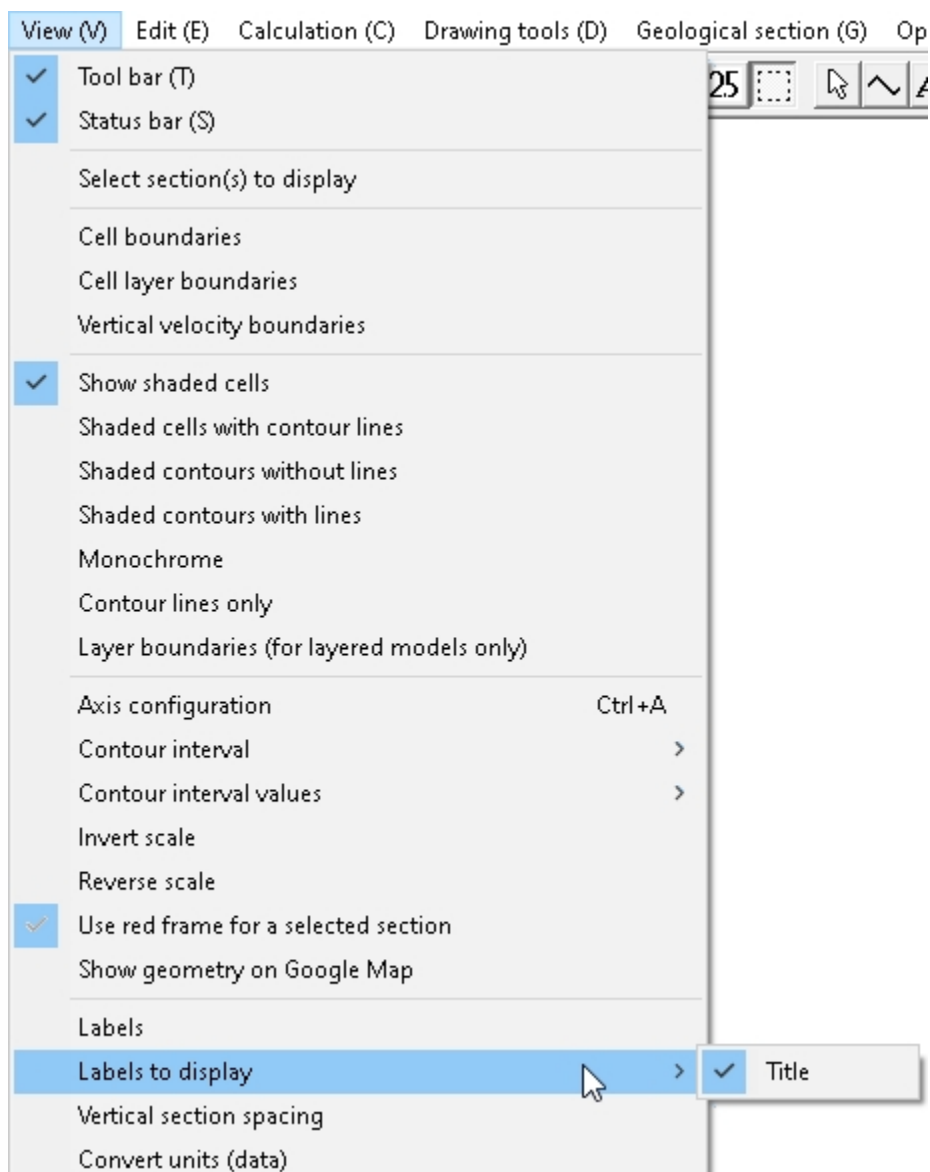 View (V) Edit (E) Calculation (C) Drawing tools (D) Geological section (G) Op
Tool bar (T)
25
Status bar (S)
Select section(s) to display
Cell boundaries
Cell layer boundaries
Vertical velocity boundaries
Show shaded cells
Shaded cells with contour lines
Shaded contours without lines
Shaded contours with lines
Monochrome
Contour lines only
Layer boundaries (for layered models only)
Axis configuration Ctrl+A
Contour interval
Contour interval values
Invert scale
Reverse scale
Use red frame for a selected section
Show geometry on Google Map
Labels
Labels to display
Title
Vertical section spacing
Convert units (data)